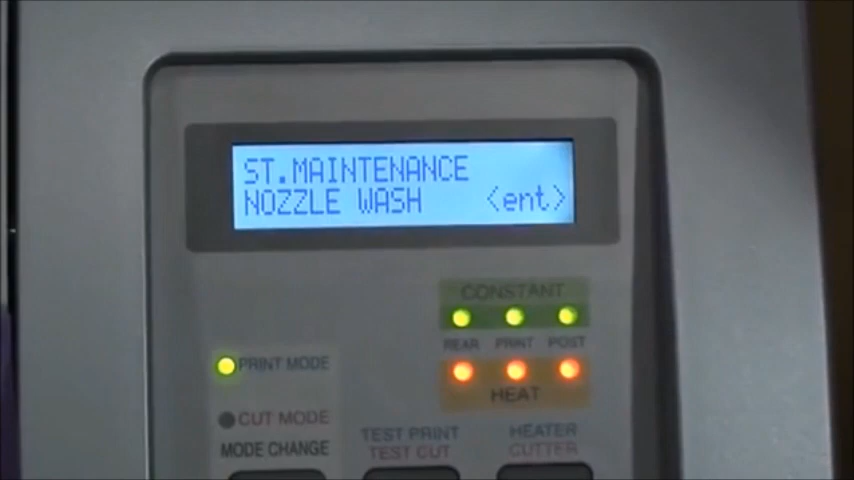 ST.MAINTENANCE
NOZZLE WASH <ent>
CONSTANT
REAR PRINT POST
PRINT MODE
HEAT
CUT MODE
MODE CHANGE
TEST PRINT
TEST CUT
HEATER
CUTTER